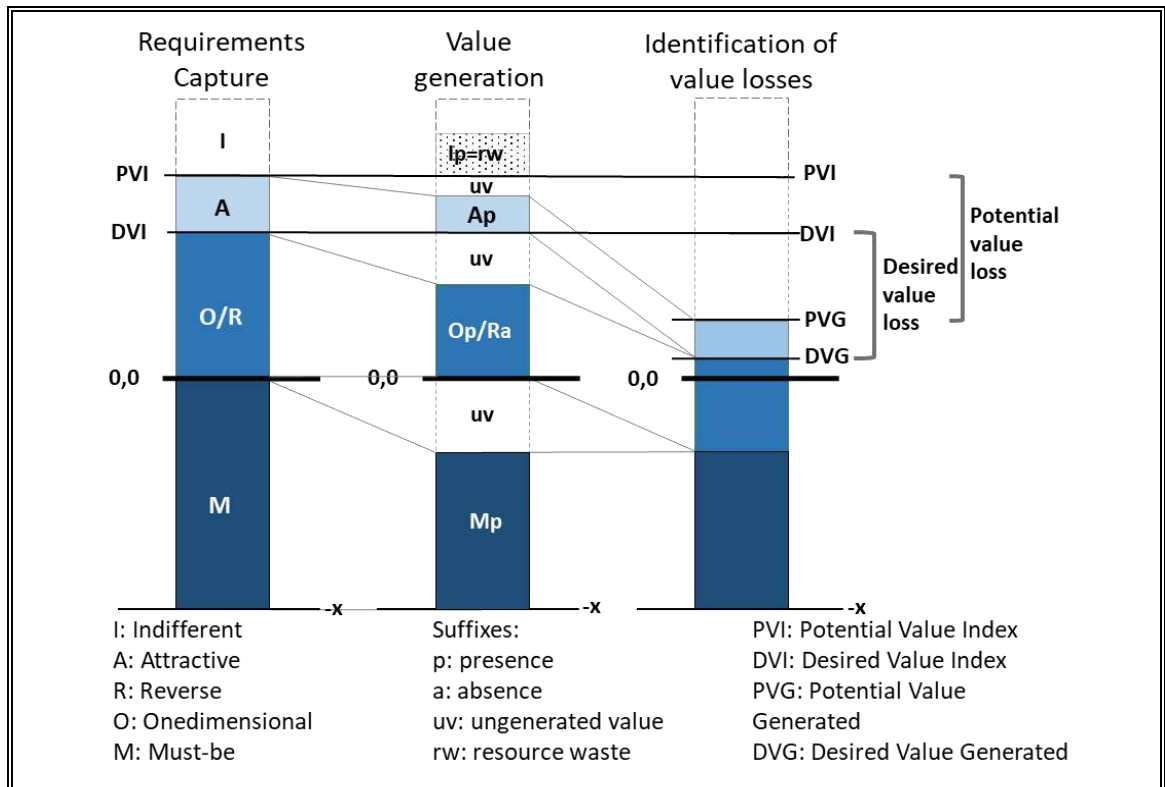 Requirements
Capture
Value
generation
Identification of
value losses
I
Ip=rw
PVI
PVI
uv
A
Ap
Potential
value
loss
DVI
DVI
uv
Desired
value
loss
O/R
Op/Ra
PVG
DVG
0,0
0,0
0,0
uv
M
Mp
-x
-x
-x
I: Indifferent
A: Attractive
R: Reverse
O: Onedimensional
M: Must-be
Suffixes:
p: presence
a: absence
uv: ungenerated value
rw: resource waste
PVI: Potential Value Index
DVI: Desired Value Index
PVG: Potential Value
Generated
DVG: Desired Value Generated